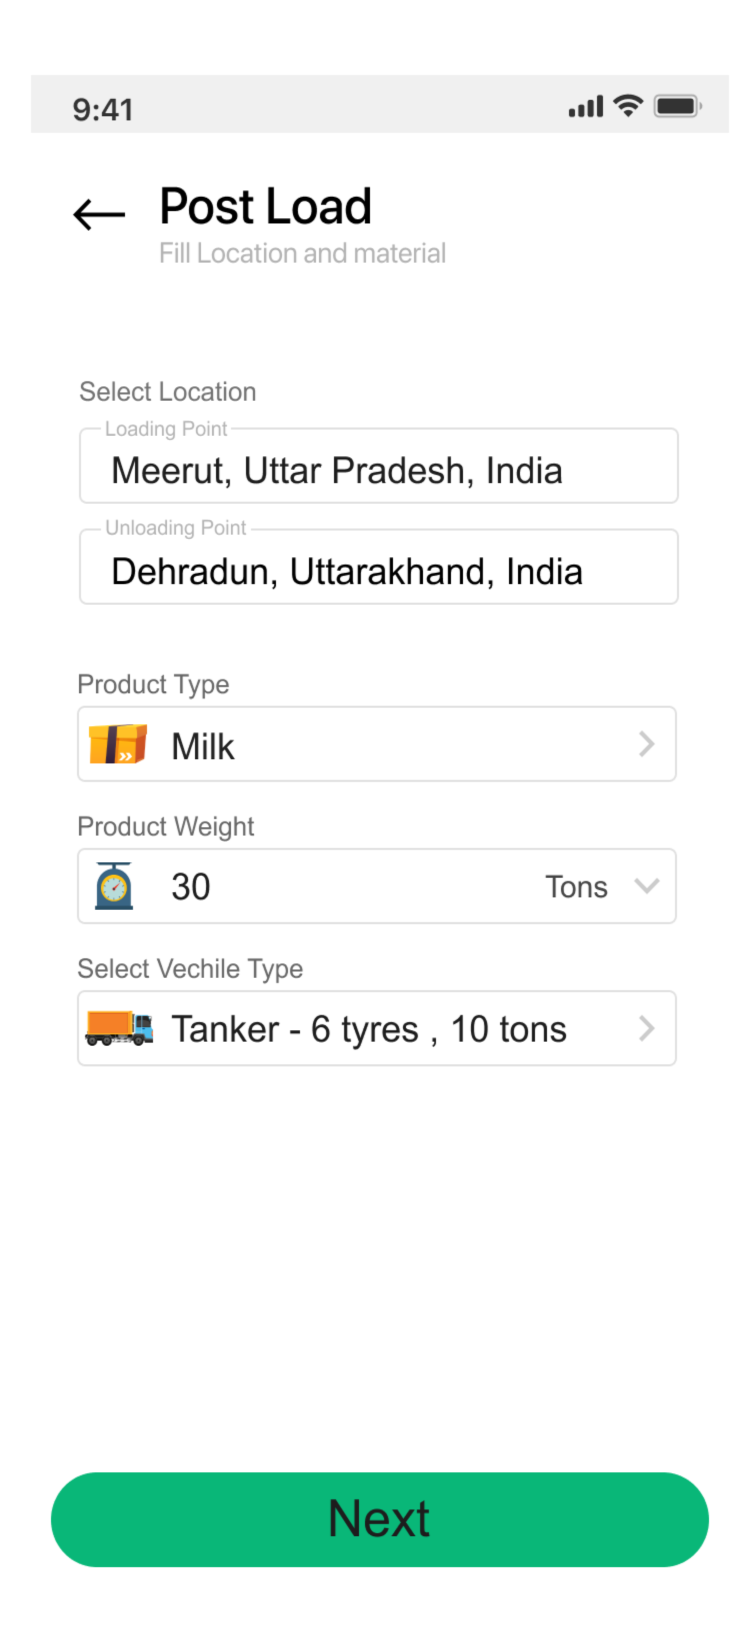 9:41
Post Load
Fill Location and material
Select Location
Loading Point
Meerut, Uttar Pradesh, India
Unloading Point
Dehradun, Uttarakhand, India
Product Type
Milk
Product Weight
30 Tons
Select Vechile Type
Tanker - 6 tyres , 10 tons
Next